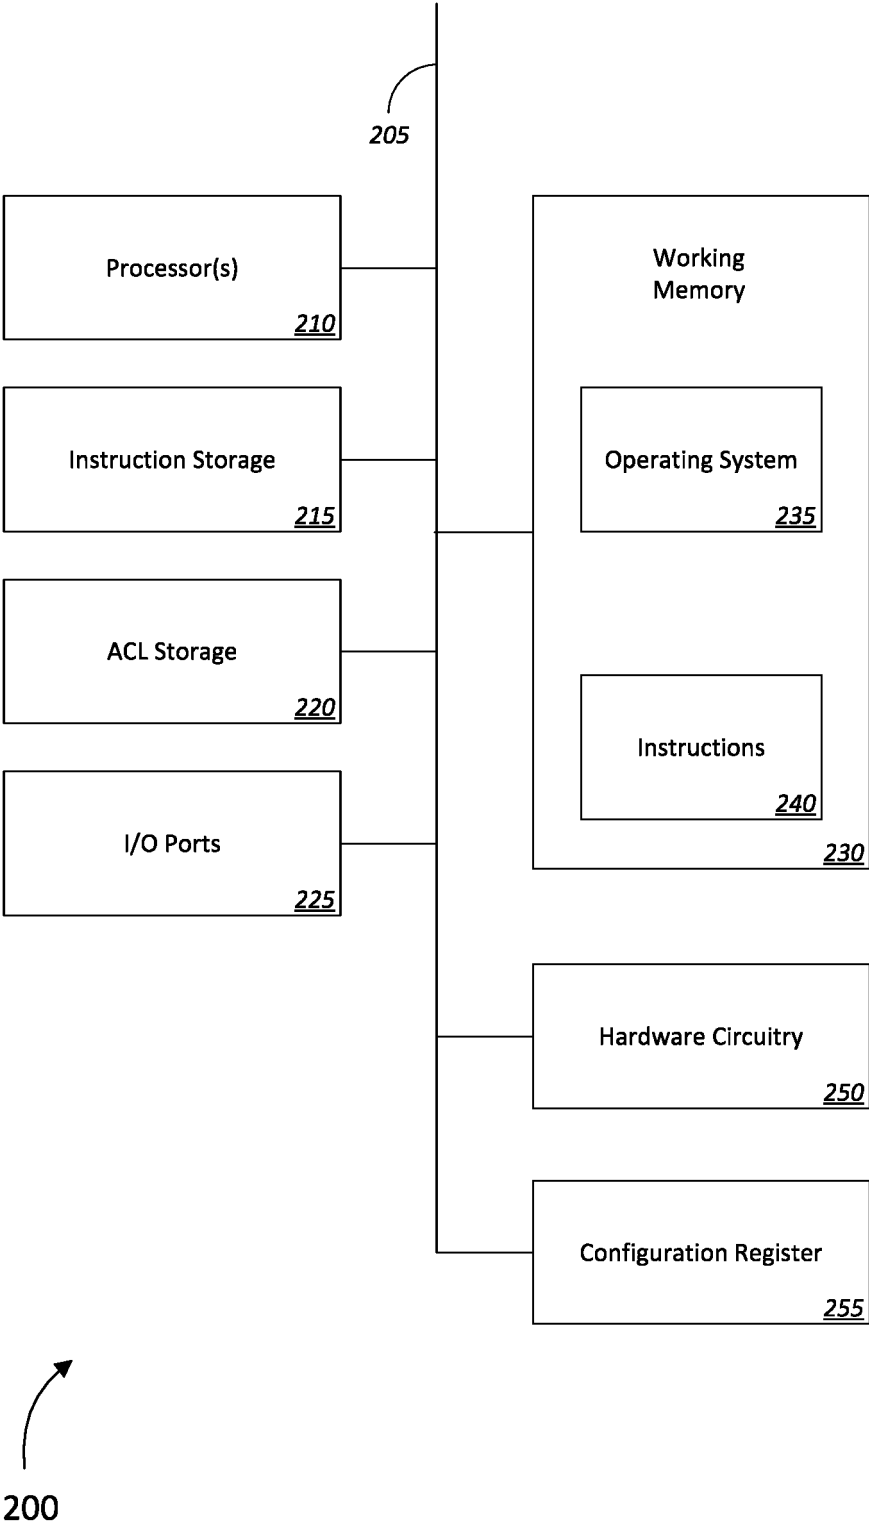 205
Processor(s)
210
Instruction Storage
215
ACL Storage
220
I/O Ports
225
Working
Memory
Operating System
235
Instructions
240
230
Hardware Circuitry
250
Configuration Register
255
200